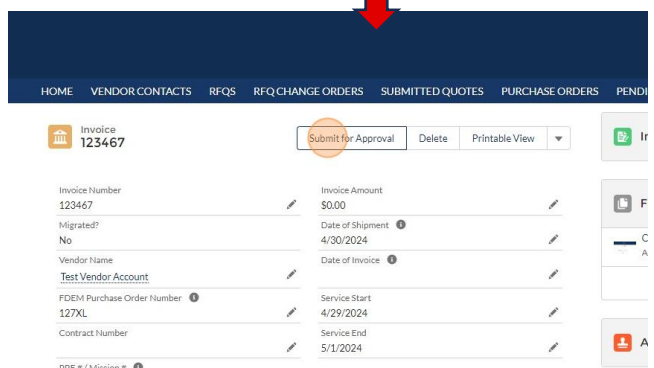 HOME VENDOR CONTACTS RFQS RFQ CHANGE ORDERS SUBMITTED QUOTES PURCHASE ORDERS PENDI
Invoice
123467
Submit for Approval Delete Printable View
Invoice Number
123467
Invoice Amount
$0.00
Migrated?
No
Date of Shipment
4/30/2024
Vendor Name
Test Vendor Account
Date of Invoice
FDEM Purchase Order Number
127XL
Service Start
4/29/2024
Contract Number
Service End
5/1/2024
In
F
C
A
A